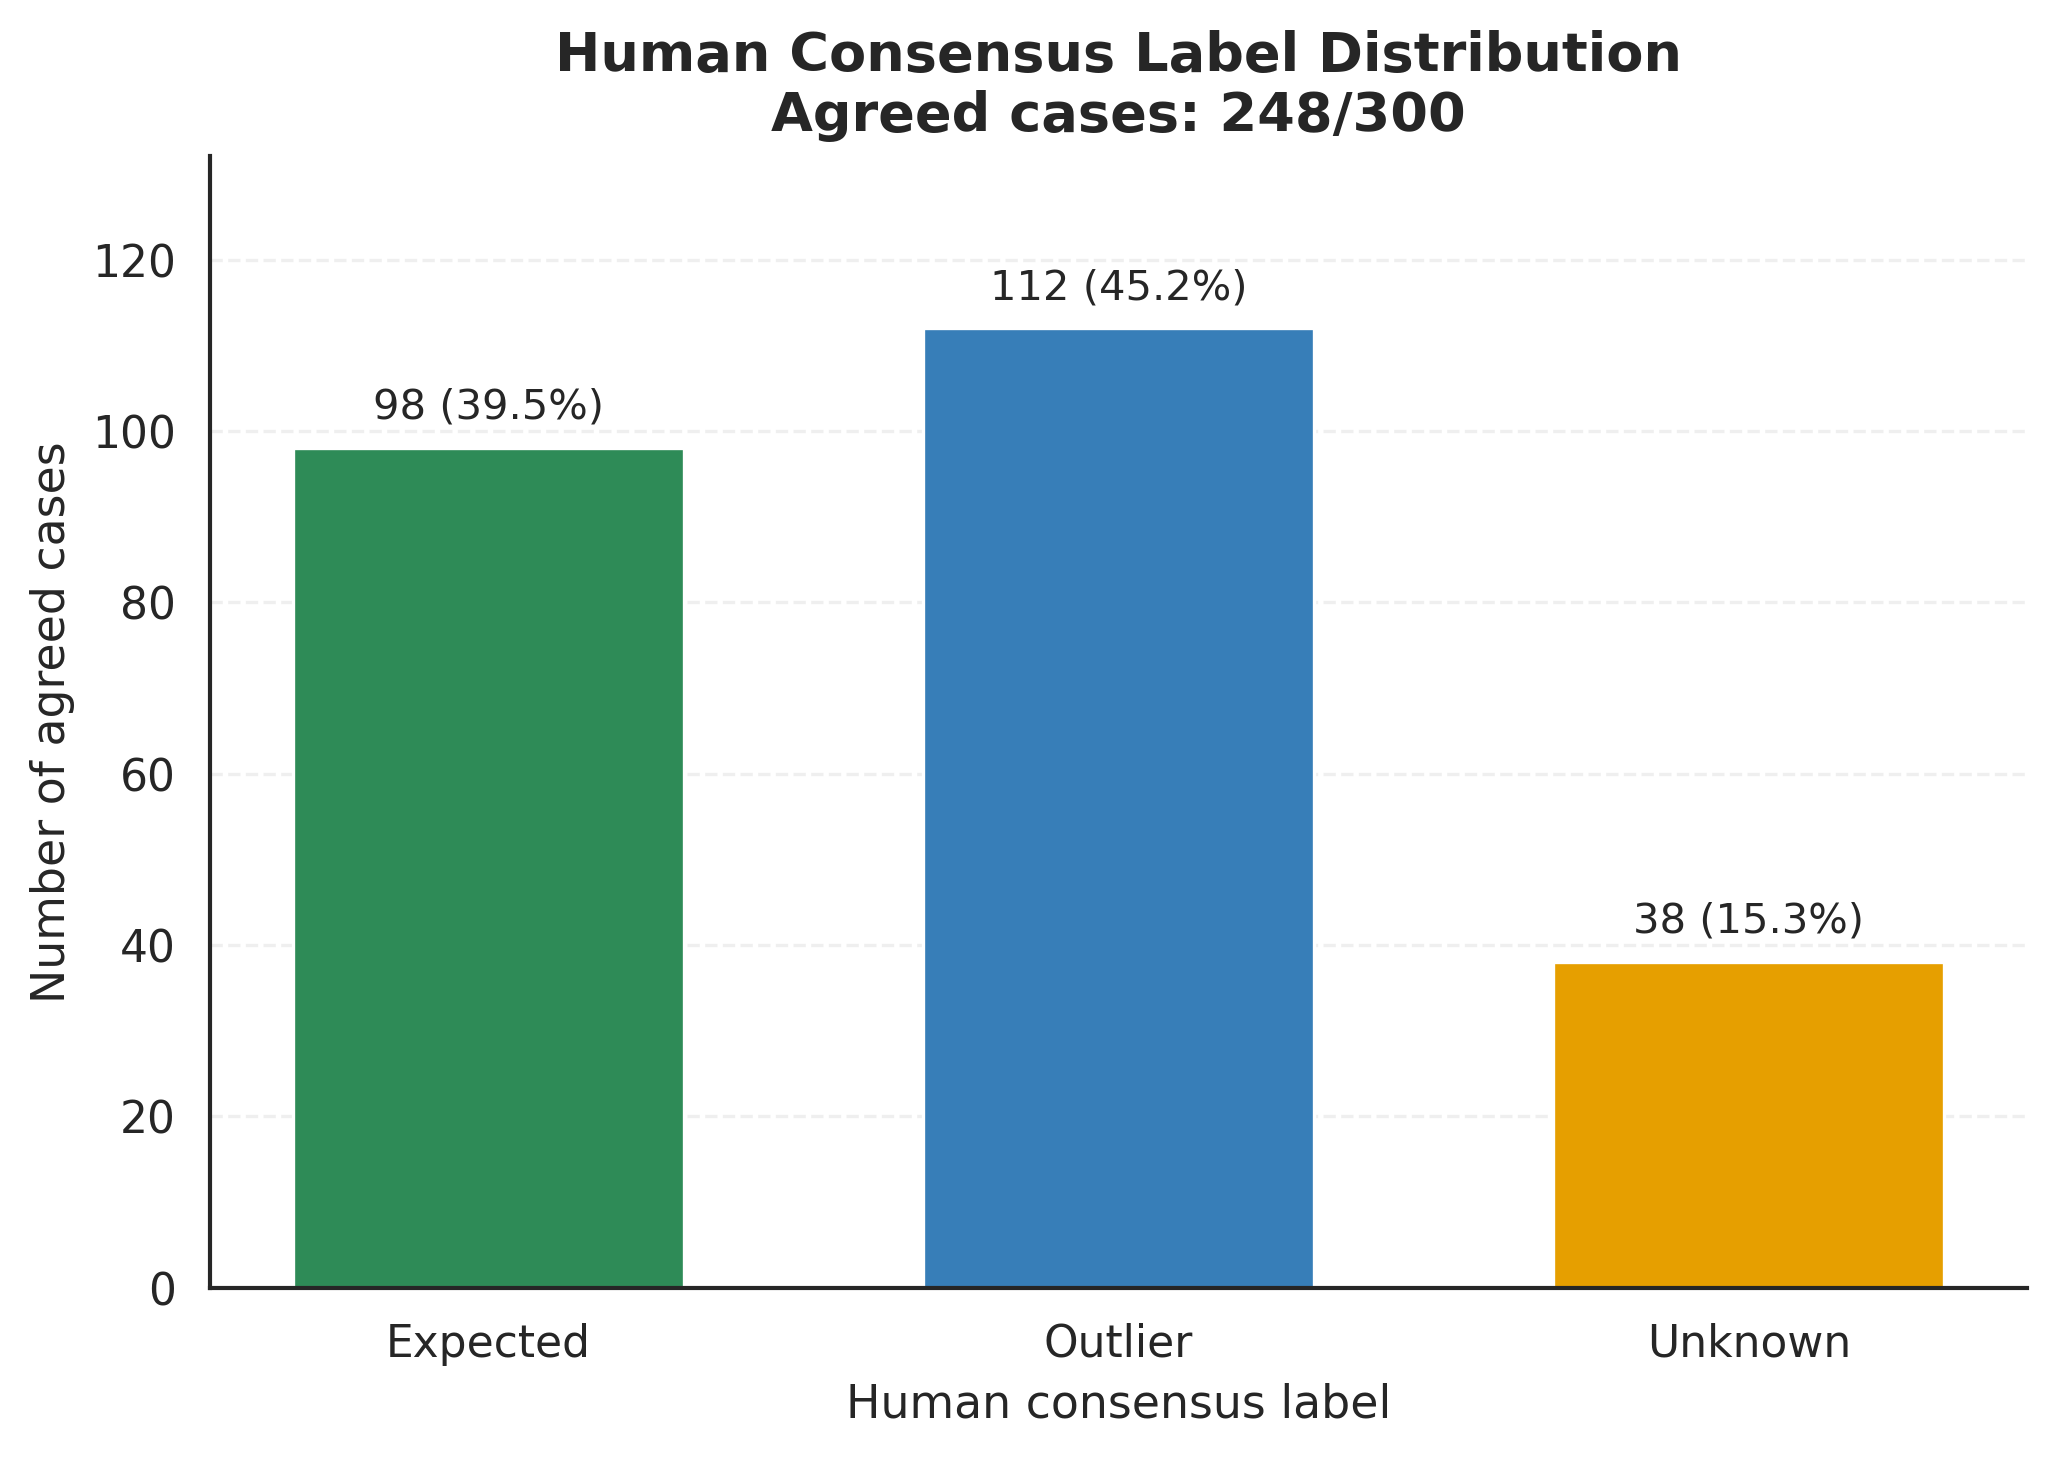 Human Consensus Label Distribution
Agreed cases: 248/300
Number of agreed cases
120
100
80
60
40
20
0
98 (39.5%)
112 (45.2%)
38 (15.3%)
Expected
Outlier
Unknown
Human consensus label